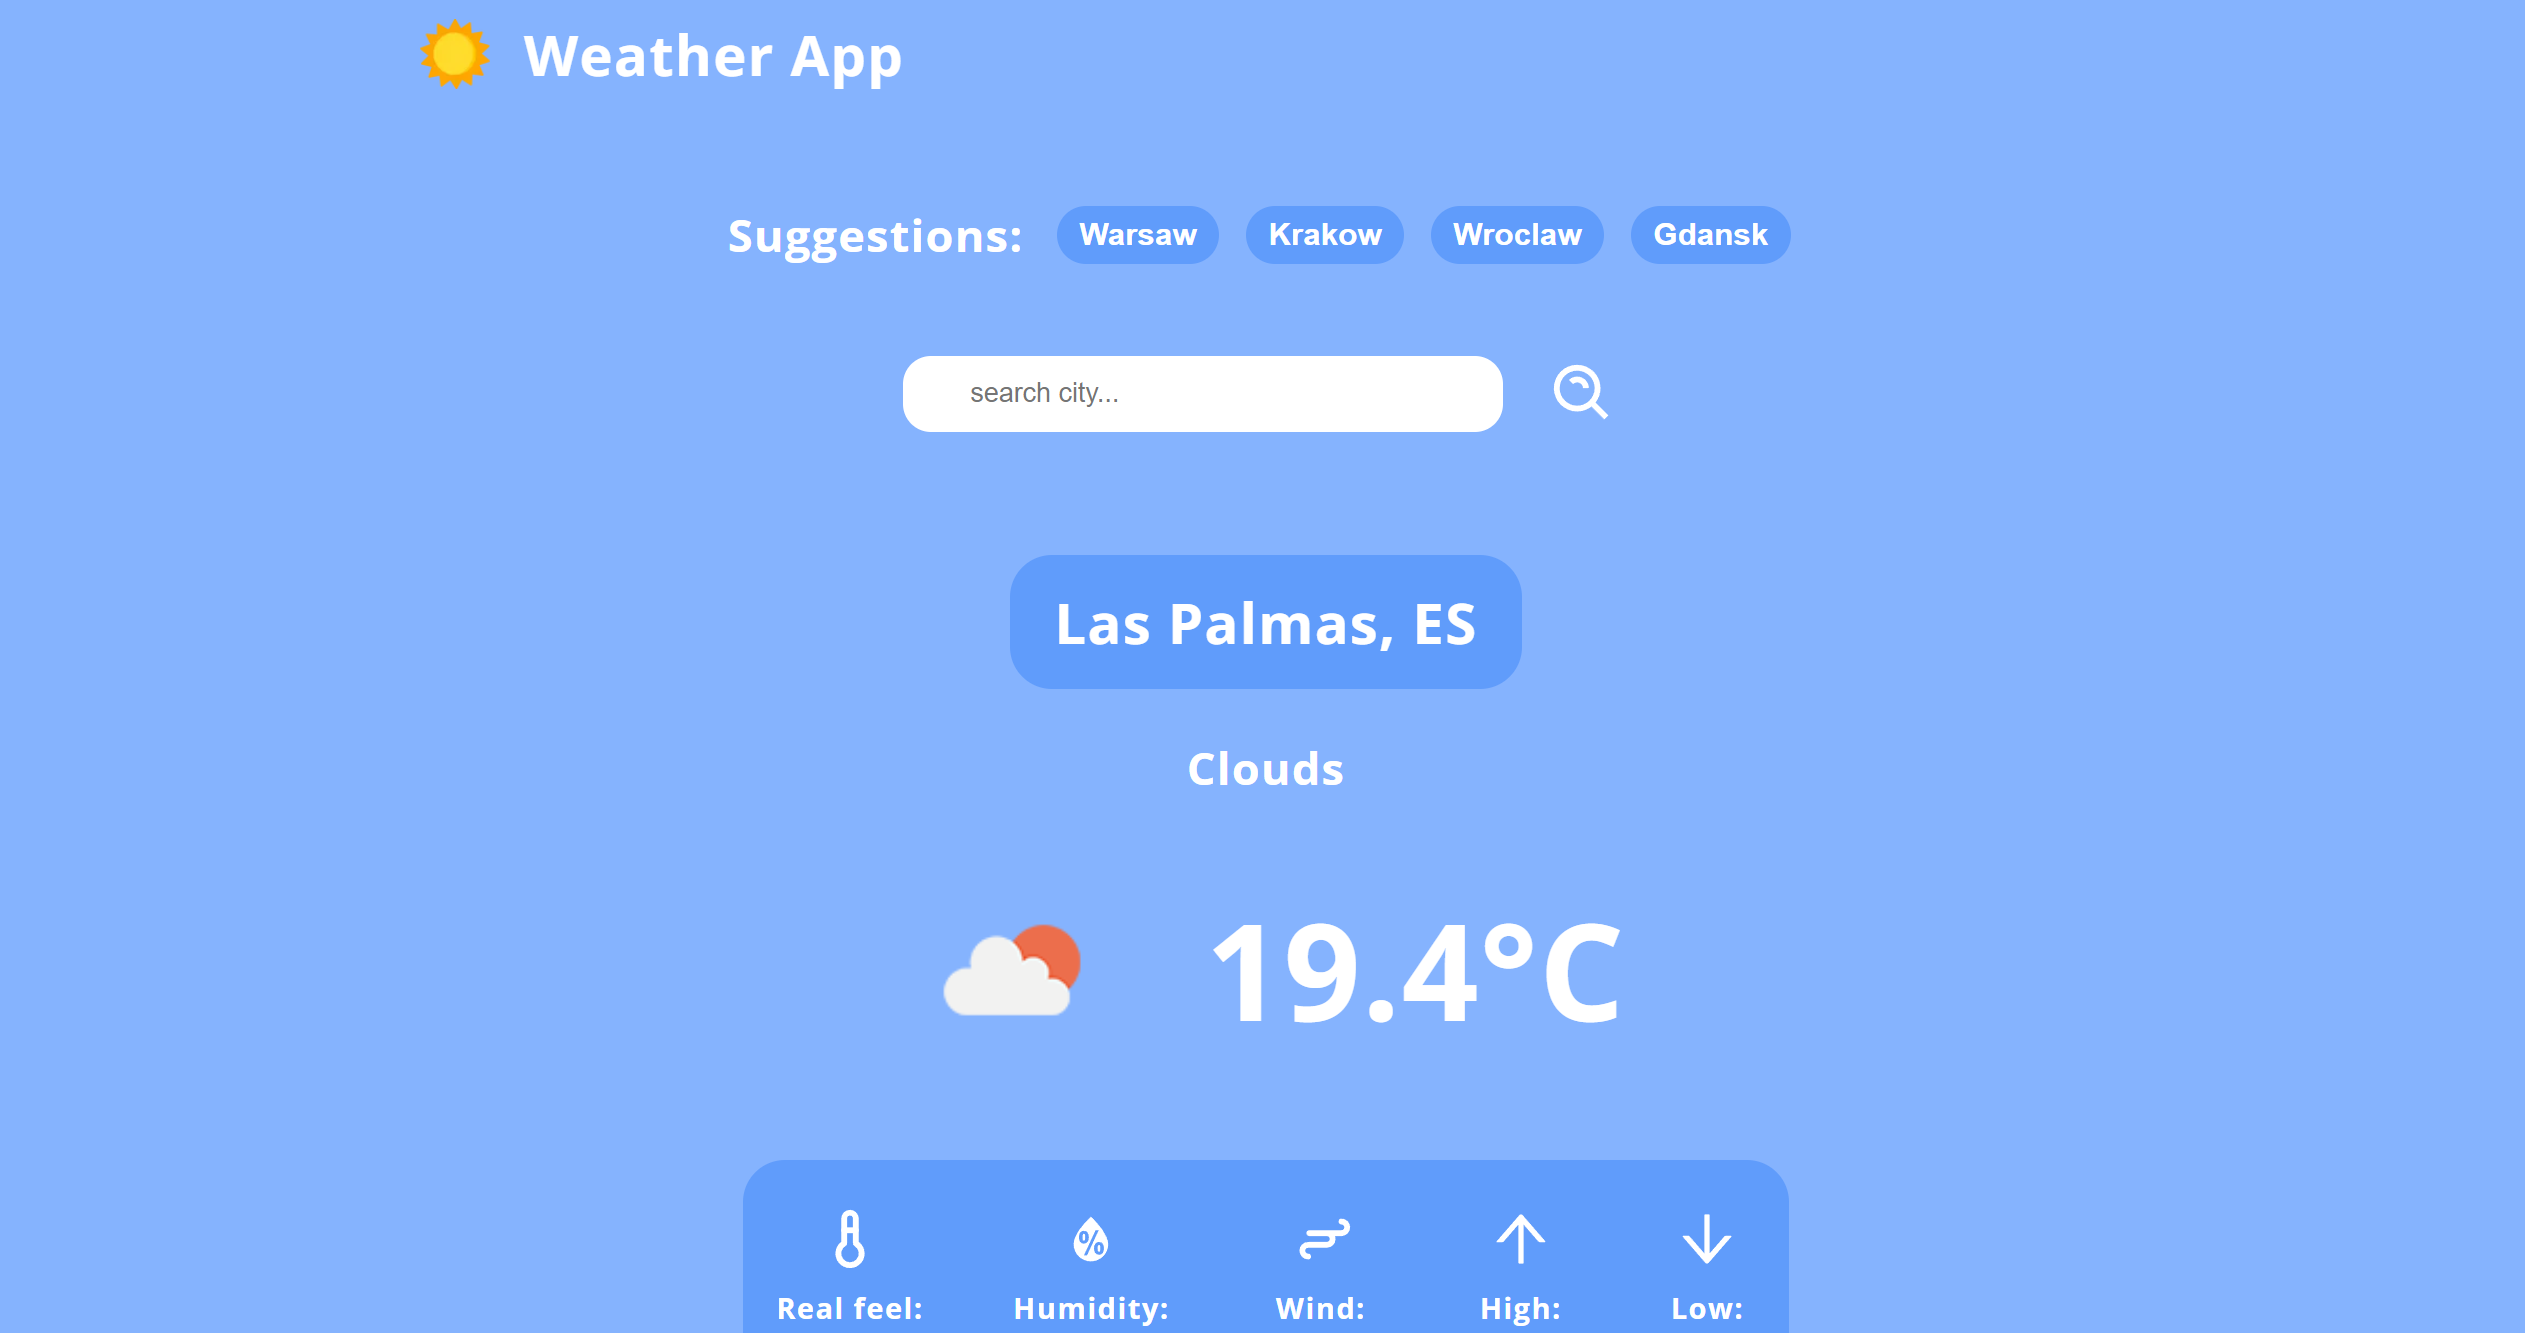 Weather App
Suggestions: Warsaw Krakow Wroclaw Gdansk
search city...
Las Palmas, ES
Clouds
19.4°C
%
Real feel: Humidity: Wind: High: Low: